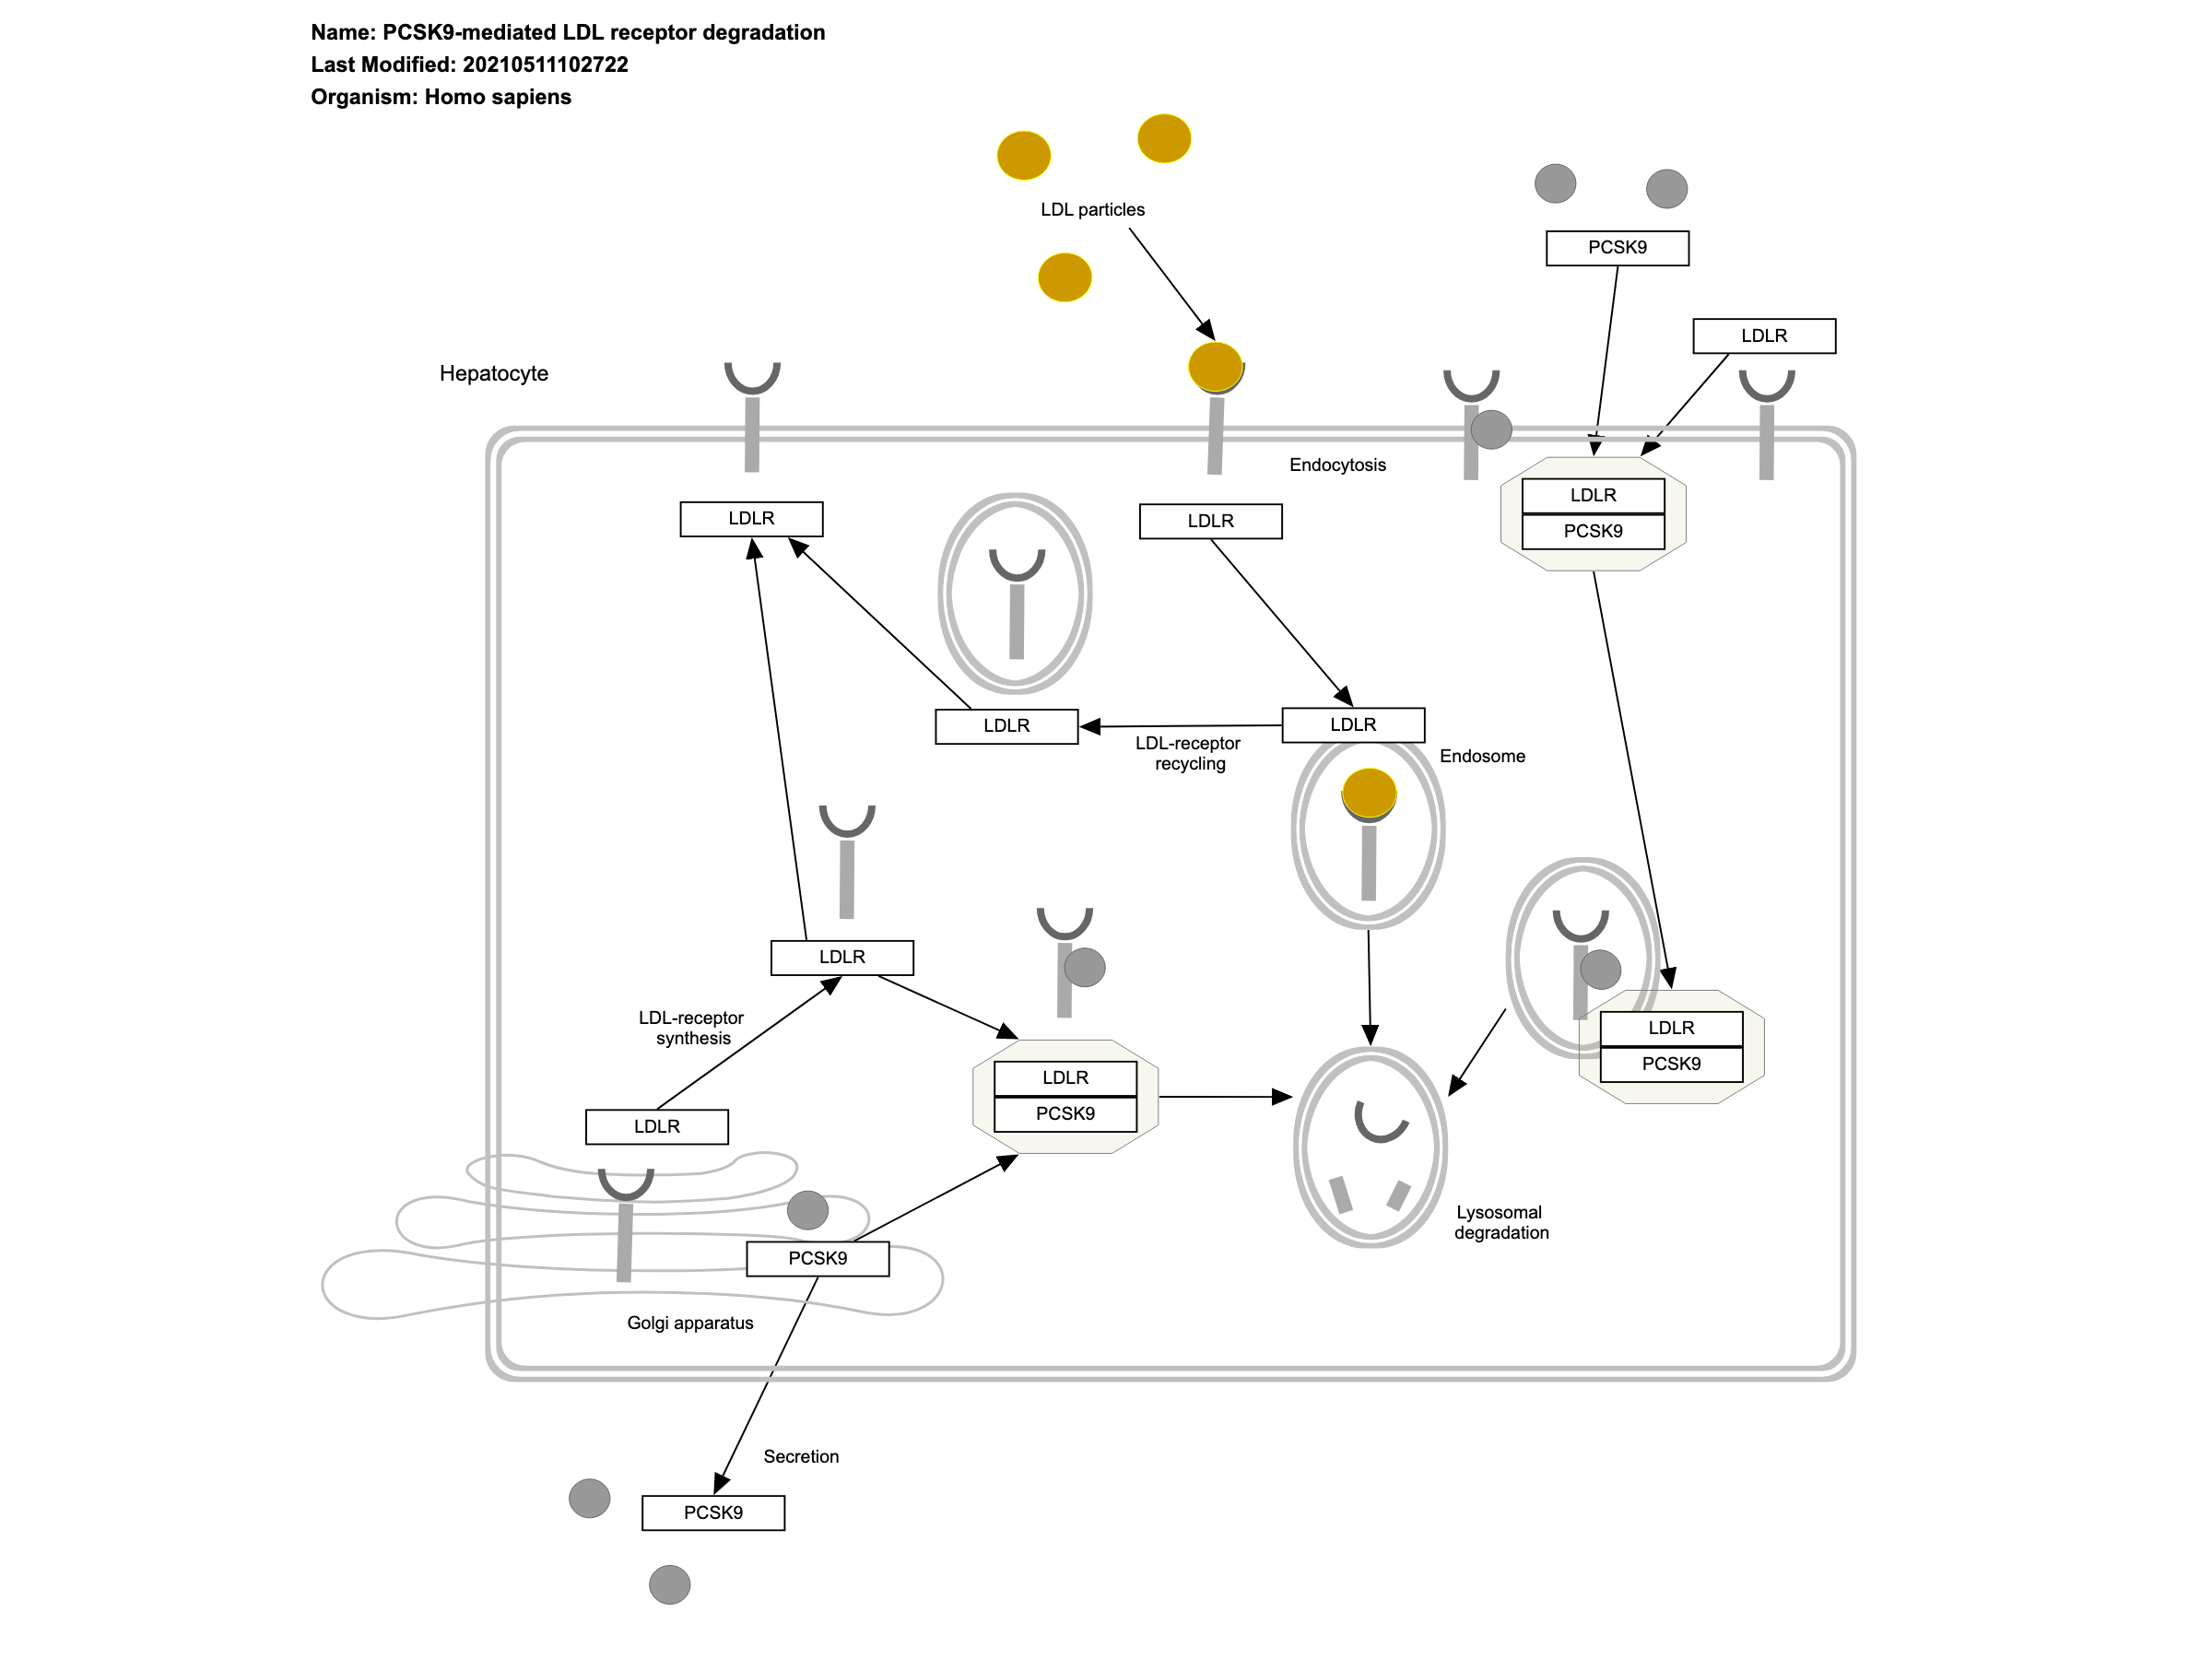 Name: PCSK9-mediated LDL receptor degradation
Last Modified: 20210511102722
Organism: Homo sapiens
LDL particles
PCSK9
LDLR
Hepatocyte
Endocytosis
LDLR
PCSK9
LDLR
LDLR
LDLR
LDLR
LDL-receptor
recycling
Endosome
LDLR
LDL-receptor
synthesis
LDLR
PCSK9
LDLR
PCSK9
LDLR
Lysosomal
degradation
PCSK9
Golgi apparatus
Secretion
PCSK9